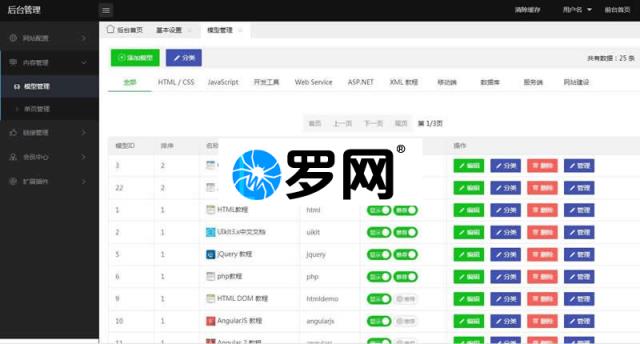 后台管理
清除缓存 用户名 前台首页
网站配置
内容管理
模型管理
单页管理
链接管理
会员中心
扩展插件
后台首页 基本设置 模型管理
添加模型 分类 共有数据：25 条
全部 HTML / CSS JavaScript 开发工具 Web Service ASP.NET XML 教程 移动端 数据库 服务端 网站建设
首页 上一页 下一页 尾页 第 1/3页
模型ID 排序 操作
3 2 编辑 分类 删除 管理
22 2 编辑 分类 删除 管理
罗网®
1 1 HTML教程 html 显示 推荐 编辑 分类 删除 管理
2 1 UIkit3.x中文文档 uikit 显示 推荐 编辑 分类 删除 管理
5 1 jQuery 教程 jquery 显示 推荐 编辑 分类 删除 管理
6 1 php教程 php 显示 推荐 编辑 分类 删除 管理
9 1 HTML DOM 教程 htmldemo 显示 推荐 编辑 分类 删除 管理
10 1 AngularJS 教程 angularjs 显示 推荐 编辑 分类 删除 管理
11 1 Angular 2 教程